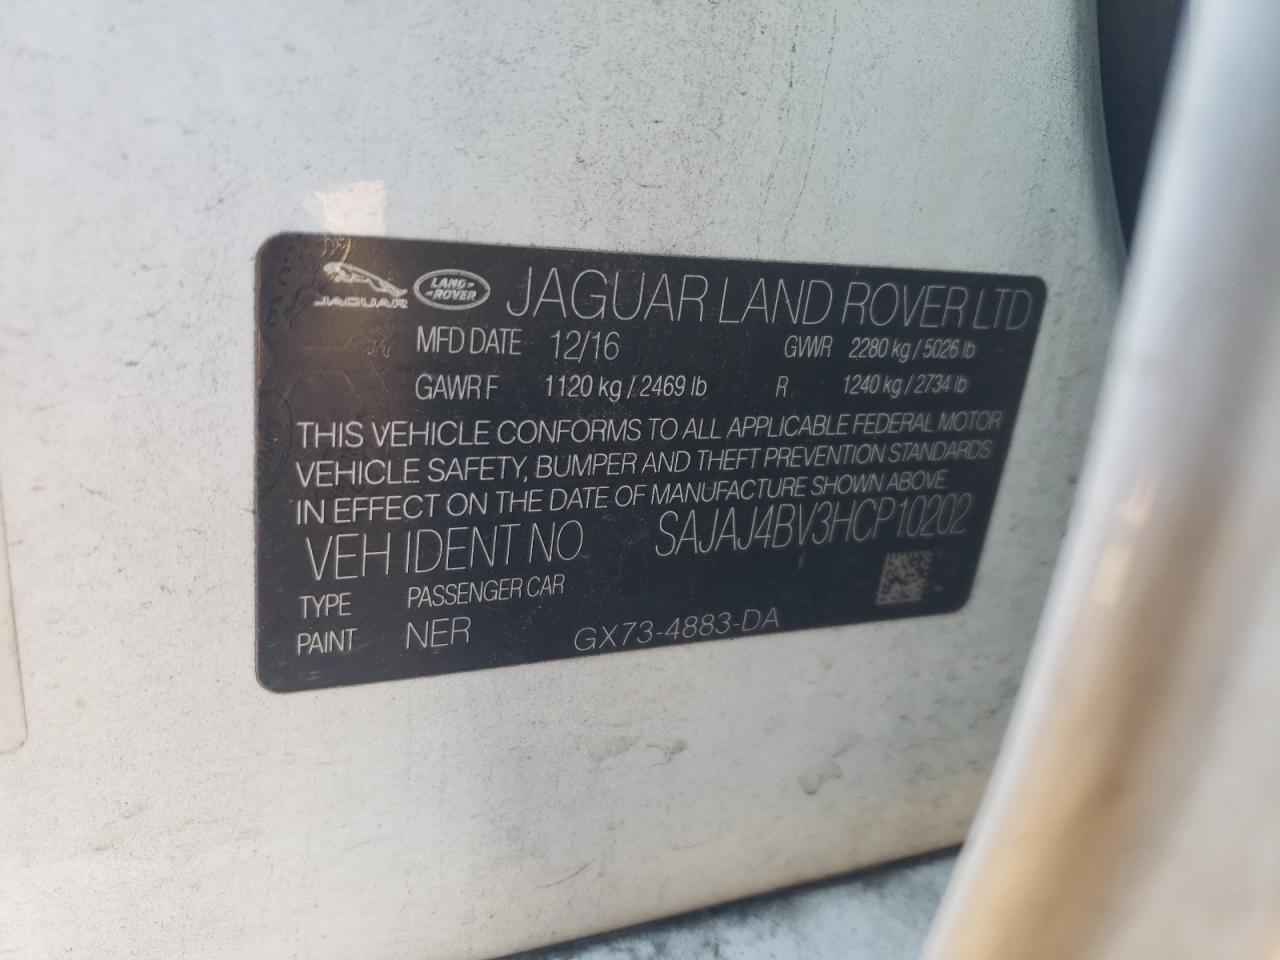 JAGUAR LAND ROVER JAGUAR LAND ROVER LTD
MFD DATE 12/16 GVWR 2280 kg / 5026 lb
GAWR F 1120 kg / 2469 lb R 1240 kg / 2734 lb
THIS VEHICLE CONFORMS TO ALL APPLICABLE FEDERAL MOTOR
VEHICLE SAFETY, BUMPER AND THEFT PREVENTION STANDARDS
IN EFFECT ON THE DATE OF MANUFACTURE SHOWN ABOVE
VEH IDENT NO SAJAJ4BV3HCP10202
TYPE PASSENGER CAR
PAINT NER GX73-4883-DA